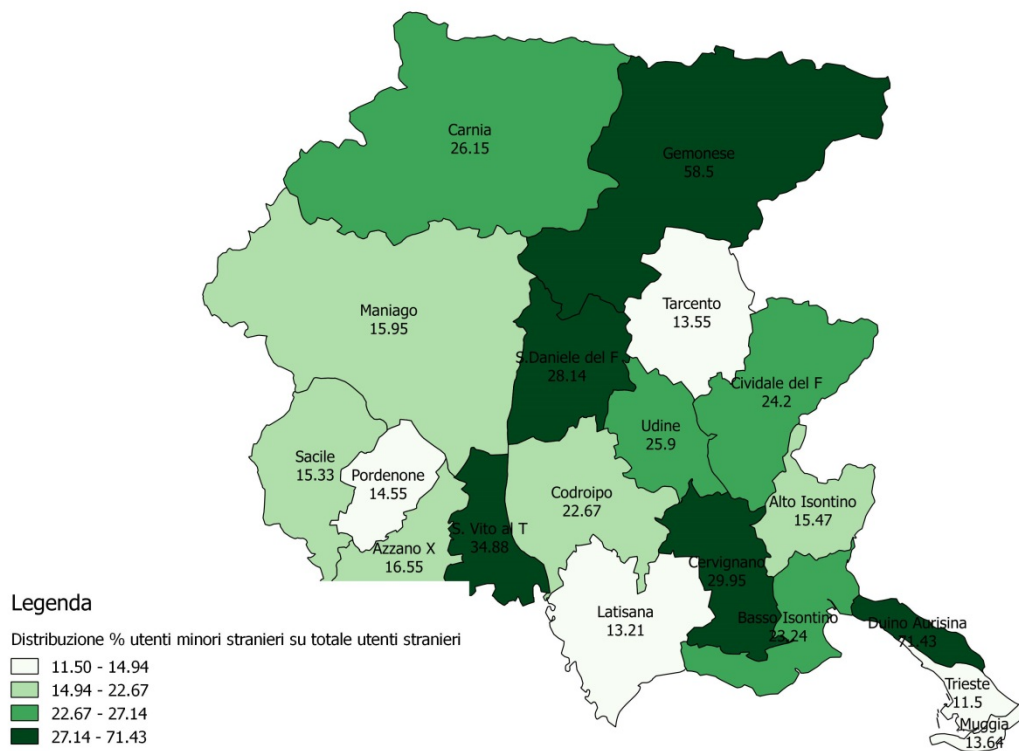 Carnia
26.15
Gemonese
58.5
Tarcento
13.55
Maniago
15.95
S.Daniele del F.
28.14
Cividale del F
24.2
Udine
25.9
Sacile
15.33
Pordenone
14.55
Codroipo
22.67
Alto Isontino
15.47
S. Vito al T
34.88
Azzano X
16.55
Cervignano
29.95
Latisana
13.21
Basso Isontino
23.24
Duino Aurisina
71.43
Trieste
11.5
Muggia
13.64
Legenda
Distribuzione % utenti minori stranieri su totale utenti stranieri
11.50 - 14.94
14.94 - 22.67
22.67 - 27.14
27.14 - 71.43